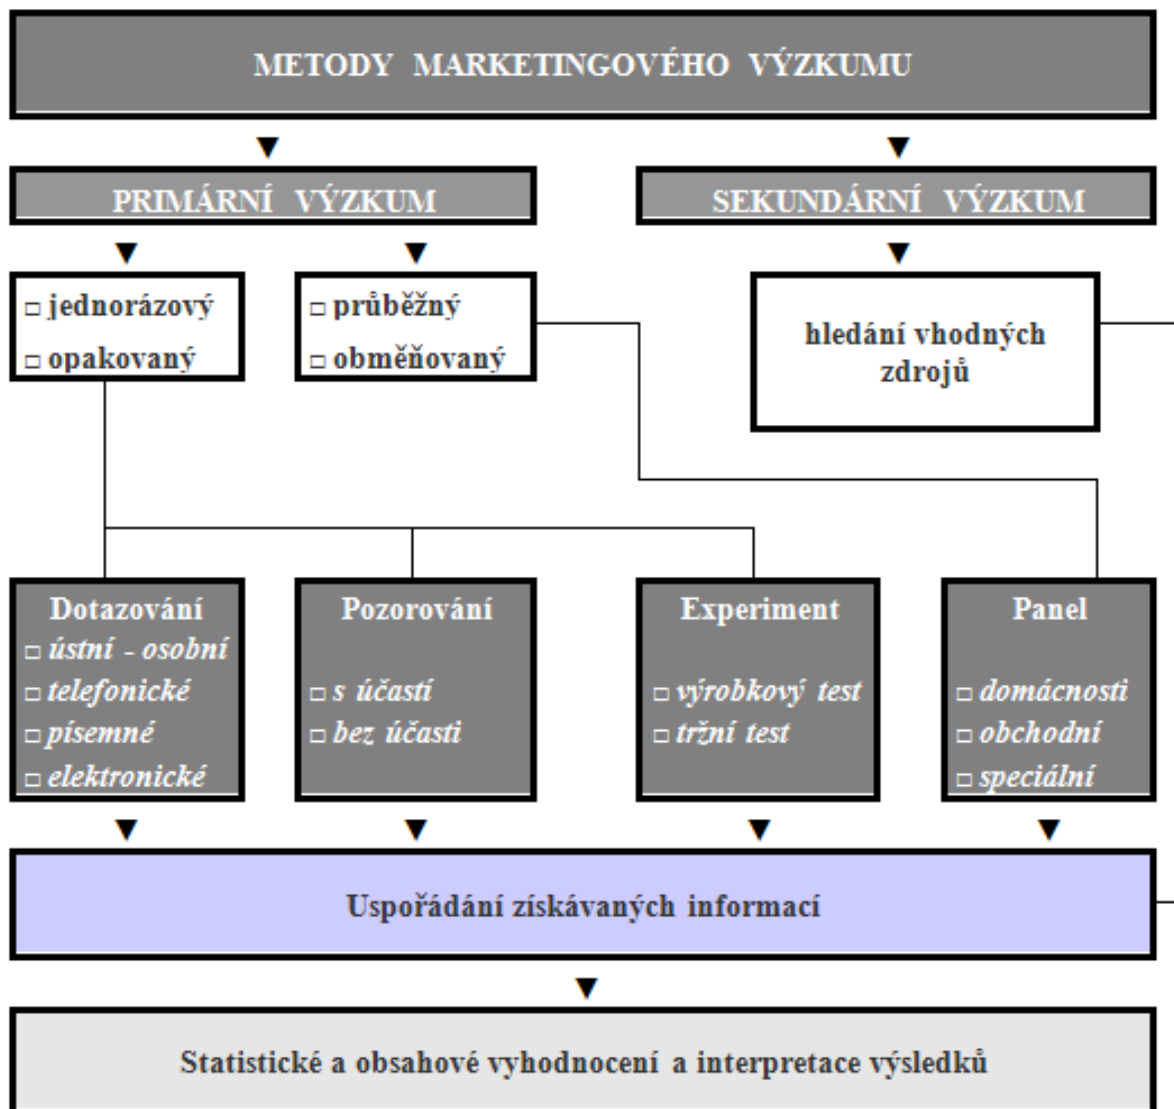 METODY MARKETINGOVÉHO VÝZKUMU
PRIMÁRNÍ VÝZKUM
SEKUNDÁRNÍ VÝZKUM
□ jednorázový
□ opakovaný
□ průběžný
□ obměňovaný
hledání vhodných
zdrojů
Dotazování
□ ústní - osobní
□ telefonické
□ písemné
□ elektronické
Pozorování
□ s účastí
□ bez účasti
Experiment
□ výrobkový test
□ tržní test
Panel
□ domácnosti
□ obchodní
□ speciální
Uspořádání získávaných informací
Statistické a obsahové vyhodnocení a interpretace výsledků